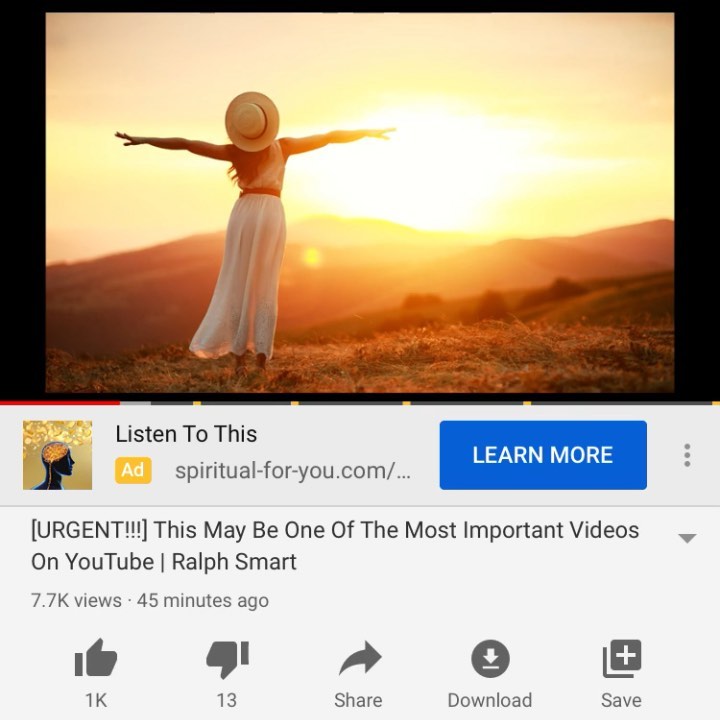 Listen To This
Ad spiritual-for-you.com/...
LEARN MORE
[URGENT!!!] This May Be One Of The Most Important Videos
On YouTube | Ralph Smart
7.7K views · 45 minutes ago
1K
13
Share
Download
Save